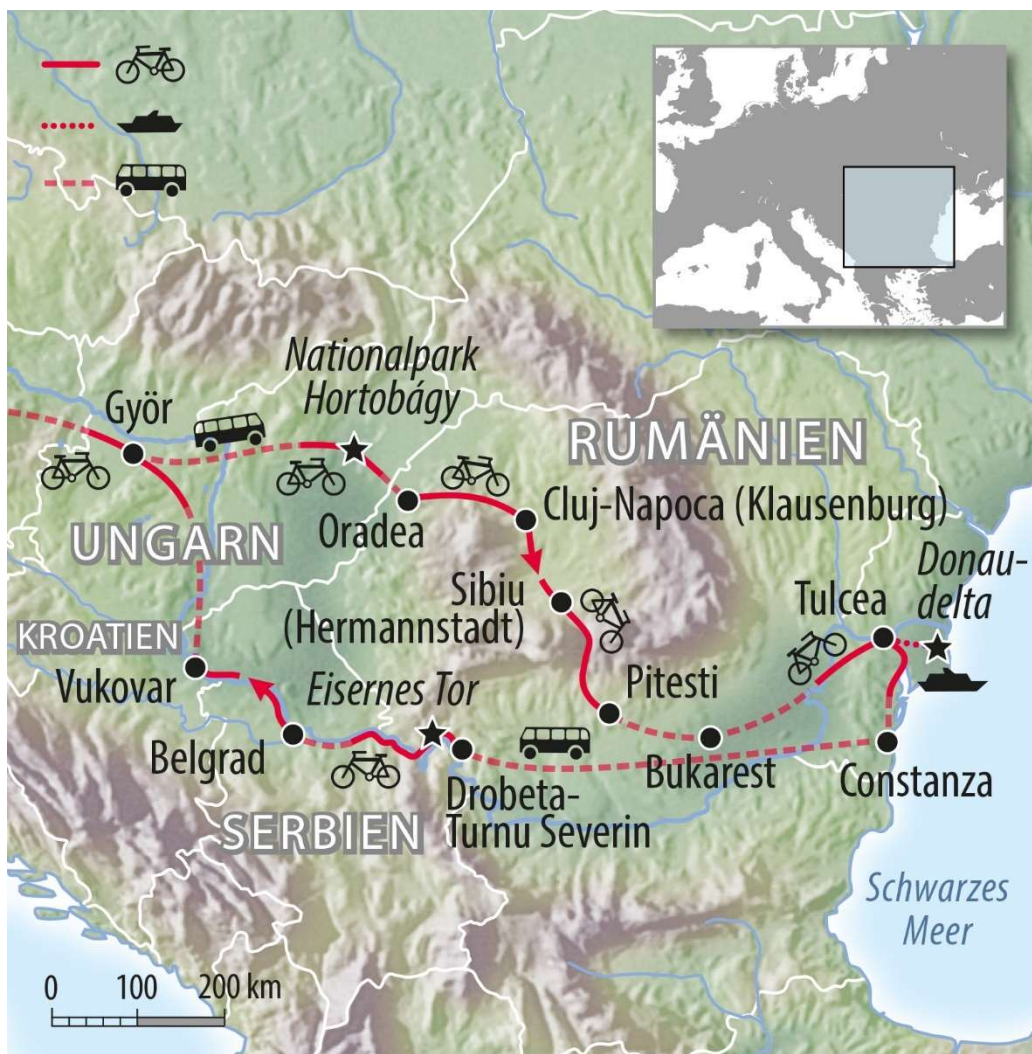 Nationalpark
Hortobágy
Györ
RUMÄNIEN
Oradea
Cluj-Napoca (Klausenburg)
UNGARN
Donau-
delta
Tulcea
Sibiu
(Hermannstadt)
KROATIEN
Vukovar
Eisernes Tor
Pitesti
Belgrad
Bukarest
Constanza
Drobeta-
Turnu Severin
SERBIEN
Schwarzes
Meer
0 100 200 km